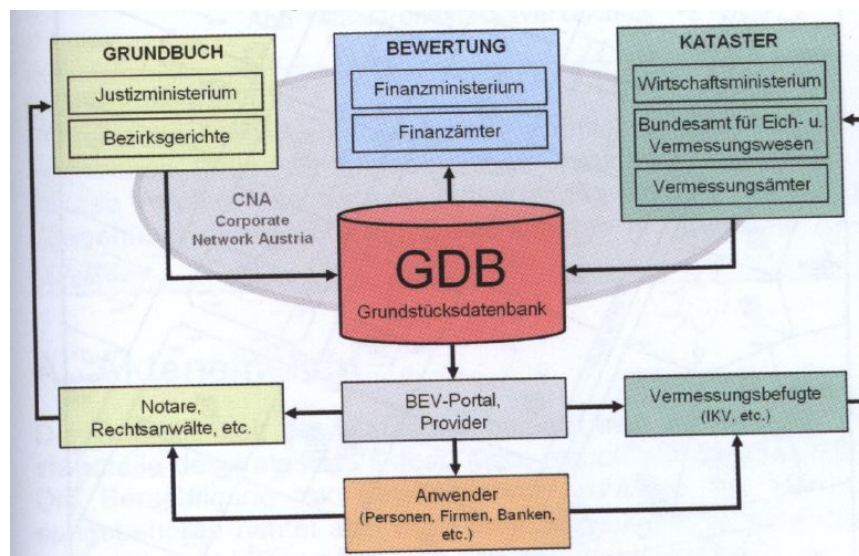 GRUNDBUCH
Justizministerium
Bezirksgerichte
BEWERTUNG
Finanzministerium
Finanzämter
KATASTER
Wirtschaftsministerium
Bundesamt für Eich- u.
Vermessungswesen
Vermessungsämter
CNA
Corporate
Network Austria
GDB
Grundstücksdatenbank
Notare,
Rechtsanwälte, etc.
BEV-Portal,
Provider
Vermessungsbefugte
(IKV, etc.)
Anwender
(Personen, Firmen, Banken,
etc.)